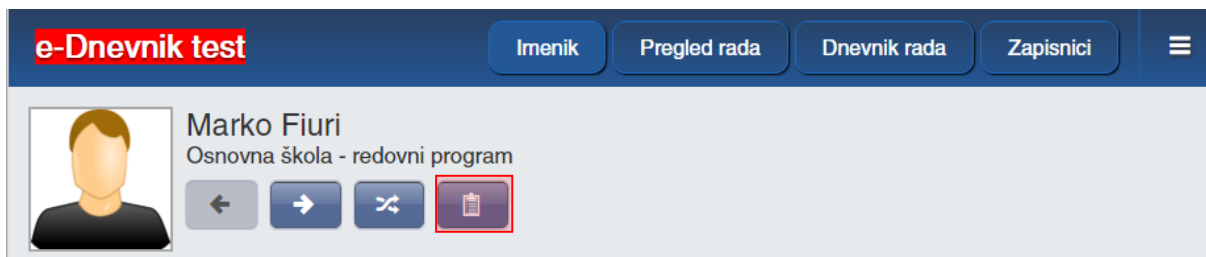 e-Dnevnik test
Imenik
Pregled rada
Dnevnik rada
Zapisnici
Marko Fiuri
Osnovna škola - redovni program